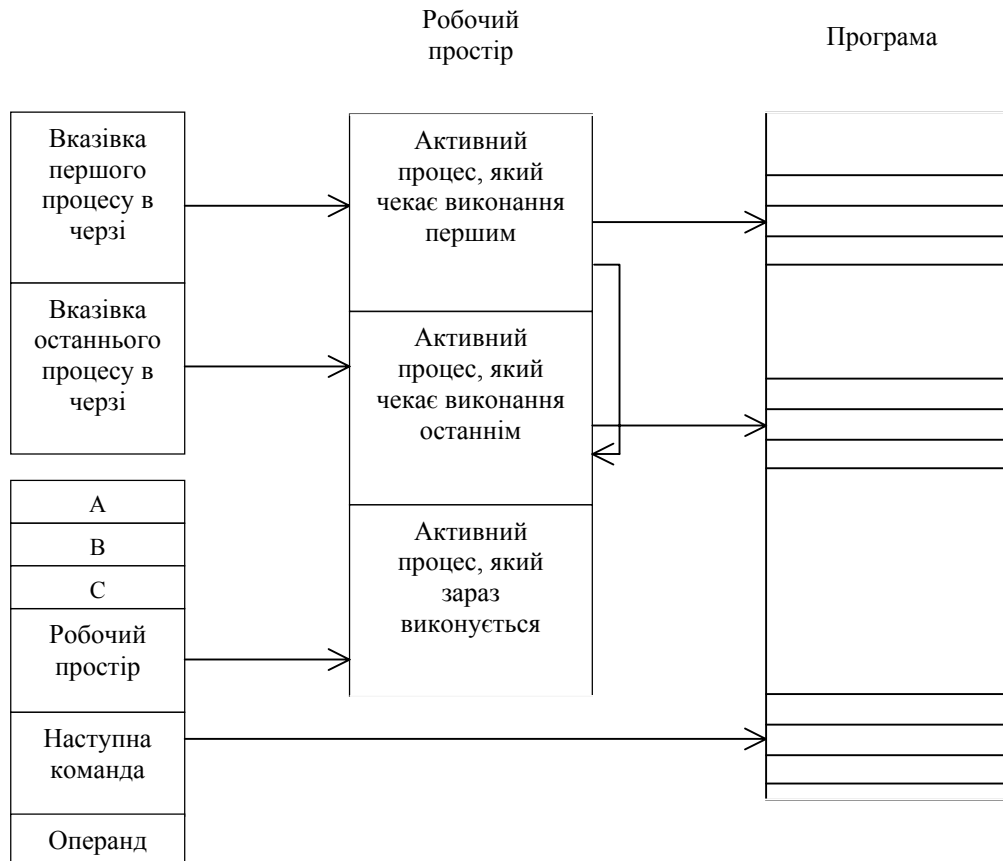 Робочий
простір
Програма
Вказівка
першого
процесу в
черзі
Активний
процес, який
чекає виконання
першим
Вказівка
останнього
процесу в
черзі
Активний
процес, який
чекає виконання
останнім
А
В
С
Робочий
простір
Активний
процес, який
зараз
виконується
Наступна
команда
Операнд